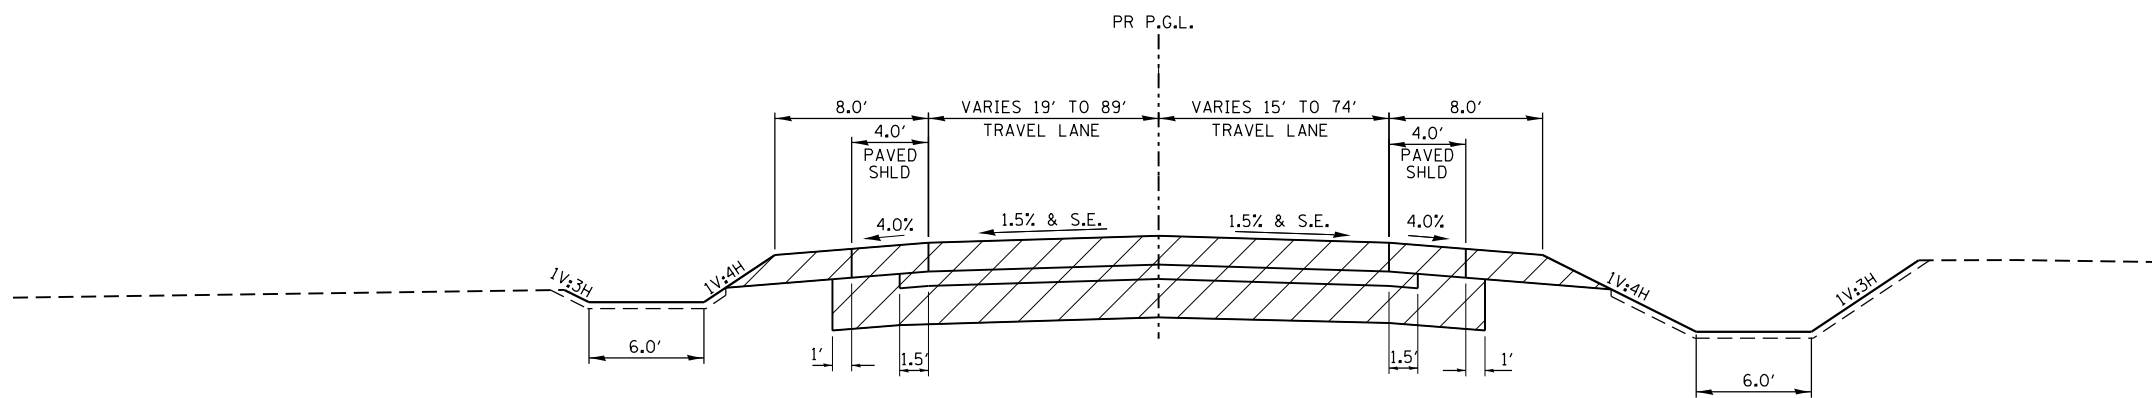 PR P.G.L.
8.0' VARIES 19' TO 89' VARIES 15' TO 74' 8.0'
TRAVEL LANE TRAVEL LANE
4.0' 4.0'
PAVED PAVED
SHLD SHLD
4.0% 1.5% & S.E. 1.5% & S.E. 4.0%
1V:3H 1V:4H 1V:4H 1V:3H
6.0' 1' 1.5' 1.5' 1'
6.0'